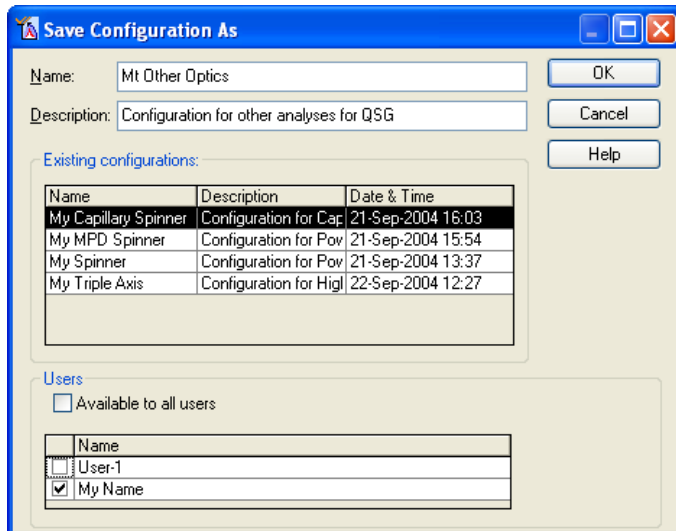 Save Configuration As
Name: Mt Other Optics OK
Description: Configuration for other analyses for QSG Cancel
Help
Existing configurations:
Name Description Date & Time
My Capillary Spinner Configuration for Cap 21-Sep-2004 16:03
My MPD Spinner Configuration for Pov 21-Sep-2004 15:54
My Spinner Configuration for Pov 21-Sep-2004 13:37
My Triple Axis Configuration for Higl 22-Sep-2004 12:27
Users
Available to all users
Name
User-1
My Name